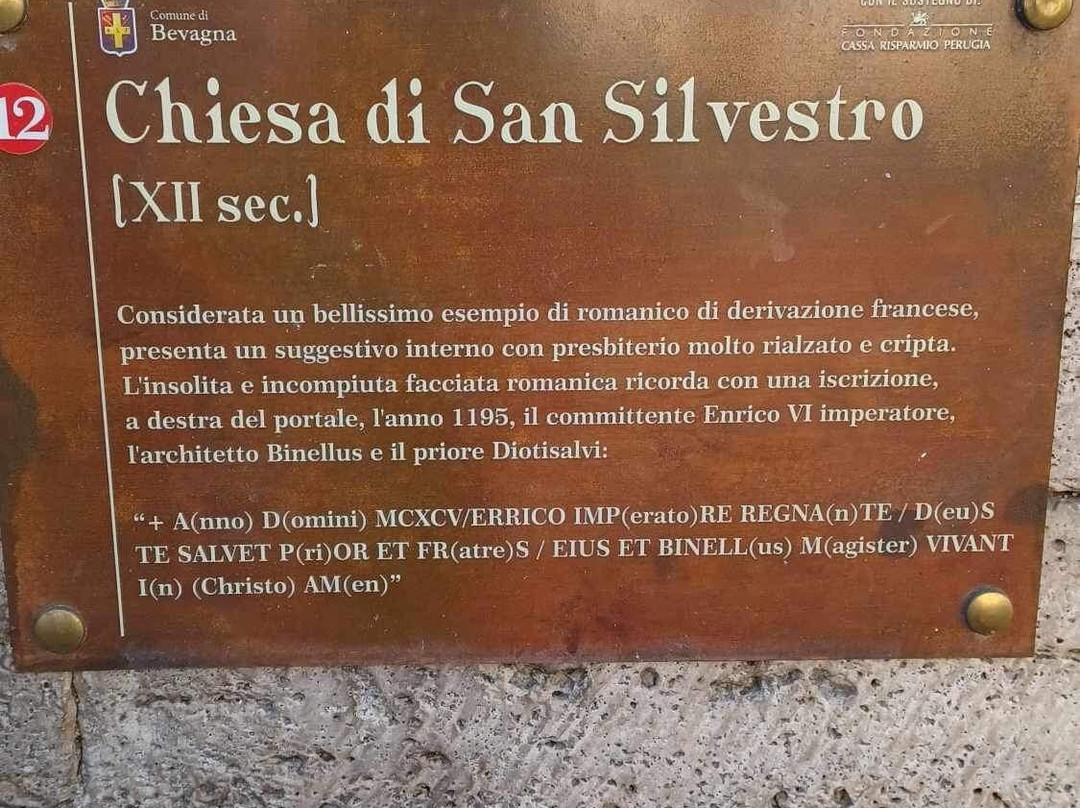 Comune di
Bevagna
CON IL SOSTEGNO DI:
FONDAZIONE
CASSA RISPARMIO PERUGIA
12
Chiesa di San Silvestro
[XII sec.]
Considerata un bellissimo esempio di romanico di derivazione francese,
presenta un suggestivo interno con presbiterio molto rialzato e cripta.
L'insolita e incompiuta facciata romanica ricorda con una iscrizione,
a destra del portale, l'anno 1195, il committente Enrico VI imperatore,
l'architetto Binellus e il priore Diotisalvi:
“+ A(nno) D(omini) MCXCV/ERRICO IMP(erato)RE REGNA(n)TE / D(eu)S
TE SALVET P(ri)OR ET FR(atre)S / EIUS ET BINELL(us) M(agister) VIVANT
I(n) (Christo) AM(en)”